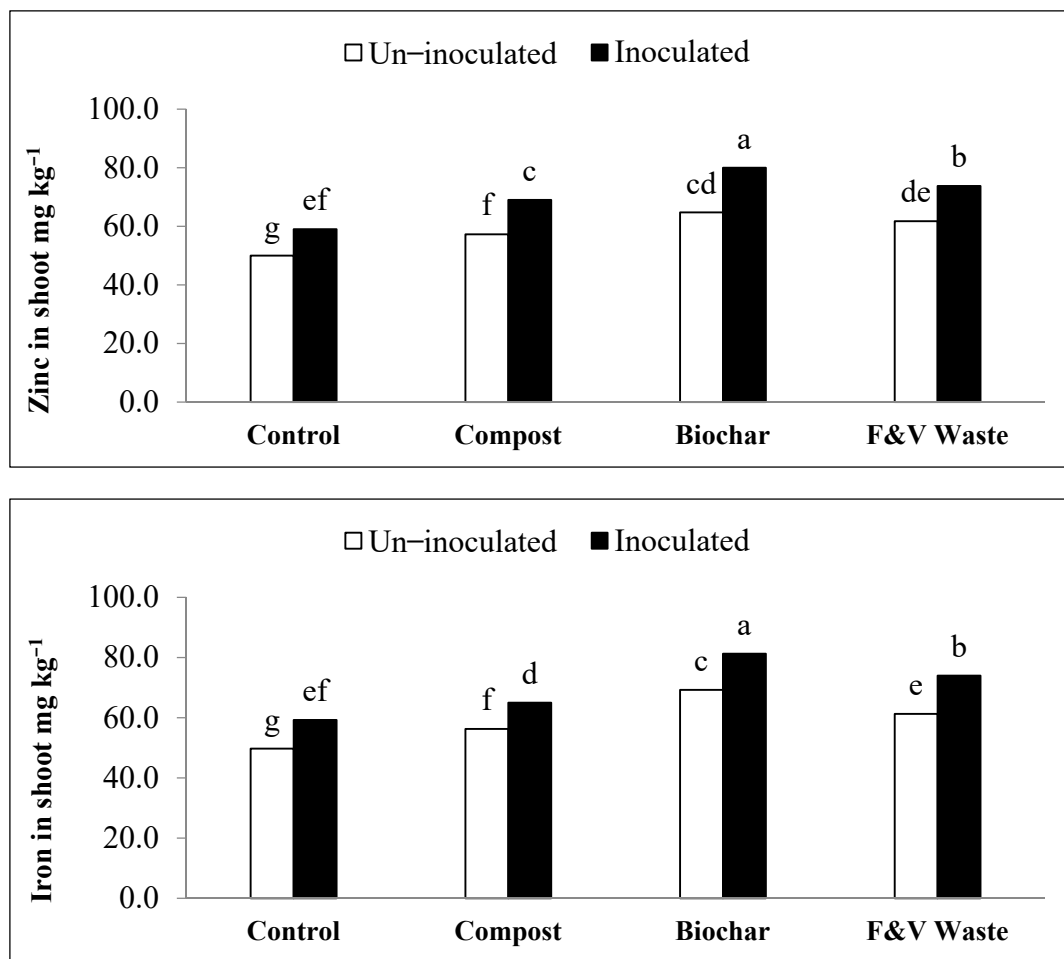 Un−inoculated Inoculated
Zinc in shoot mg kg⁻¹
100.0
80.0
60.0
40.0
20.0
0.0
g ef f c cd a de b
Control Compost Biochar F&V Waste
Un−inoculated Inoculated
Iron in shoot mg kg⁻¹
100.0
80.0
60.0
40.0
20.0
0.0
g ef f d c a e b
Control Compost Biochar F&V Waste